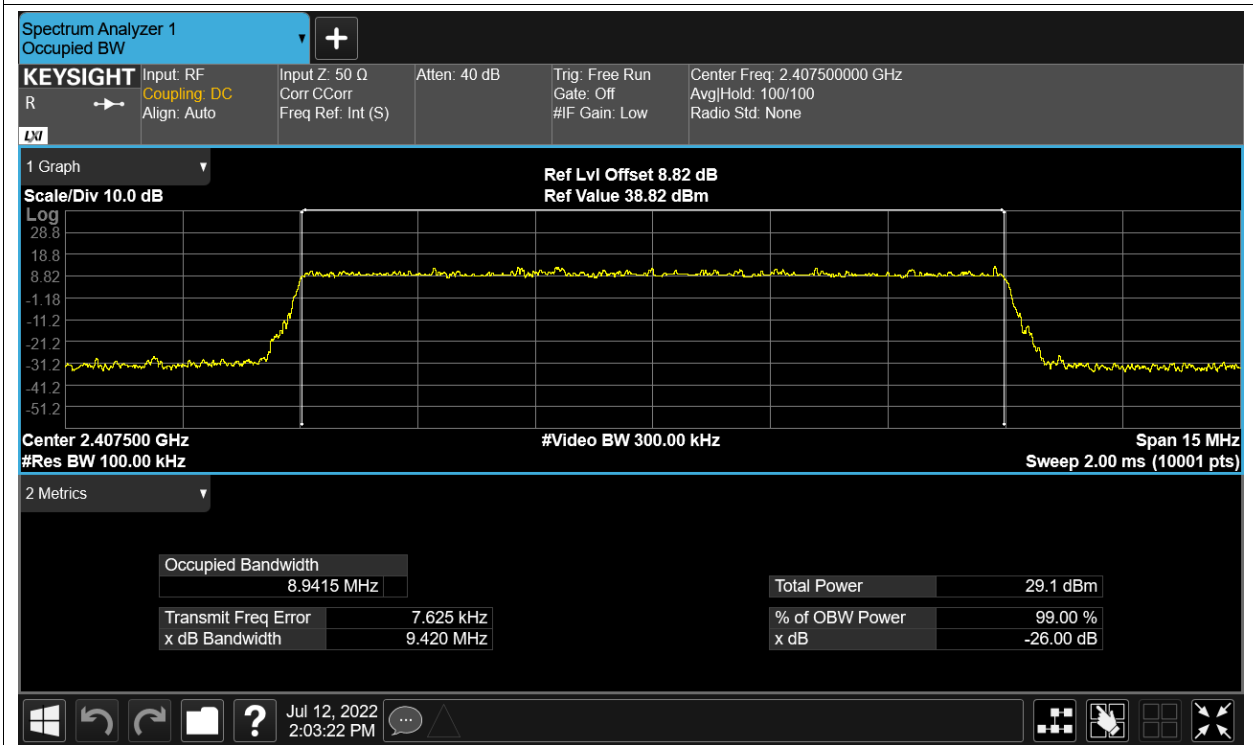 Spectrum Analyzer 1
Occupied BW
+
KEYSIGHT Input: RF Input Z: 50 Ω Atten: 40 dB Trig: Free Run Center Freq: 2.407500000 GHz
R Coupling: DC Corr CCorr Gate: Off Avg|Hold: 100/100
Align: Auto Freq Ref: Int (S) #IF Gain: Low Radio Std: None
LXI
1 Graph
Ref Lvl Offset 8.82 dB
Scale/Div 10.0 dB Ref Value 38.82 dBm
Log
28.8
18.8
8.82
-1.18
-11.2
-21.2
-31.2
-41.2
-51.2
Center 2.407500 GHz #Video BW 300.00 kHz Span 15 MHz
#Res BW 100.00 kHz Sweep 2.00 ms (10001 pts)
2 Metrics
Occupied Bandwidth
8.9415 MHz Total Power 29.1 dBm
Transmit Freq Error 7.625 kHz % of OBW Power 99.00 %
x dB Bandwidth 9.420 MHz x dB -26.00 dB
? Jul 12, 2022
2:03:22 PM